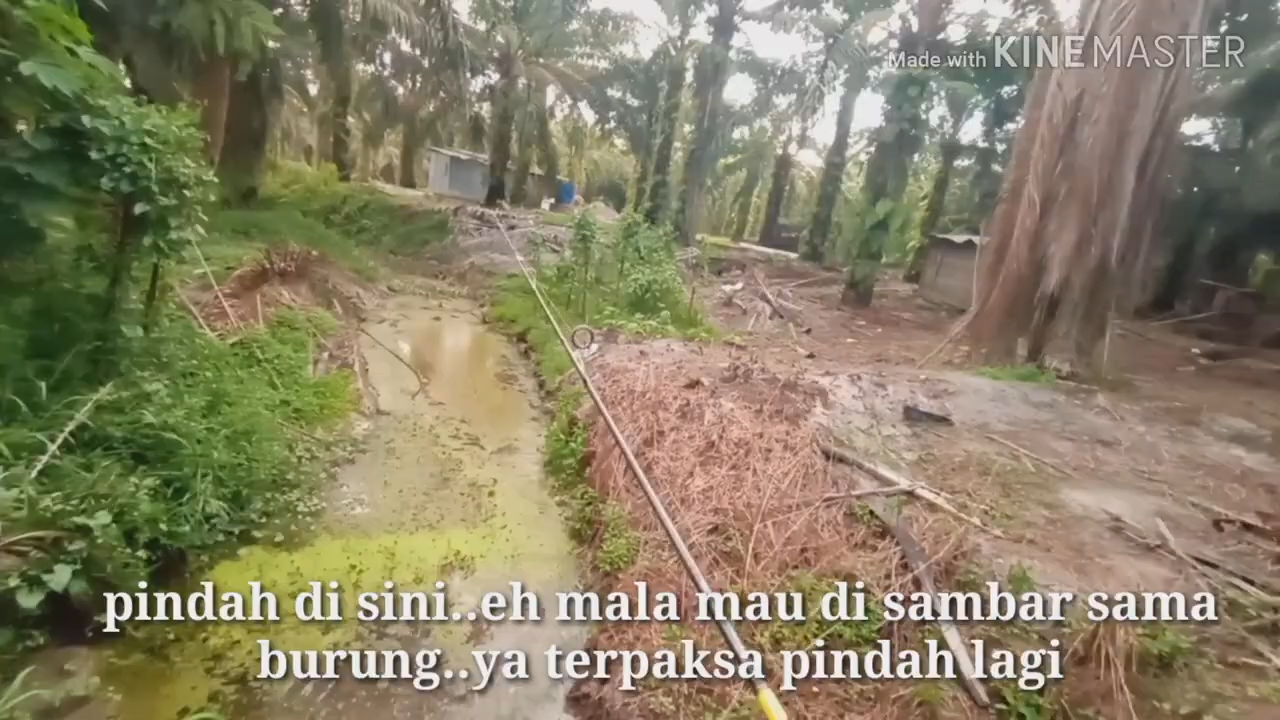 Made with KINEMASTER
pindah di sini..eh mala mau di sambar sama
burung..ya terpaksa pindah lagi